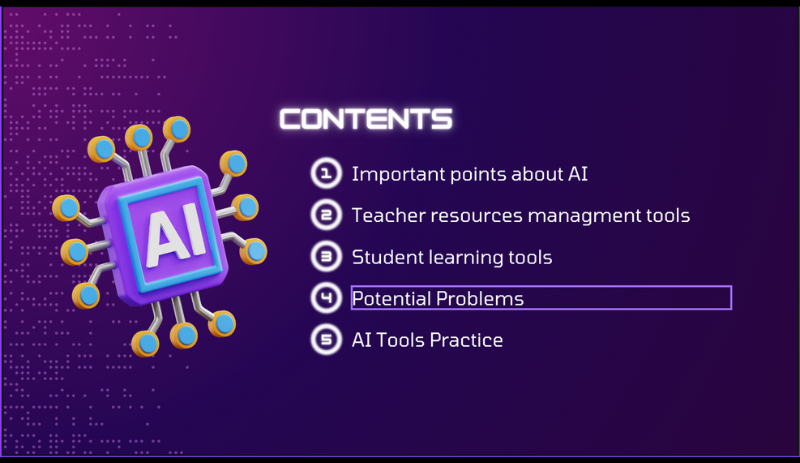 CONTENTS
AI
1 Important points about AI
2 Teacher resources managment tools
3 Student learning tools
4 Potential Problems
5 AI Tools Practice